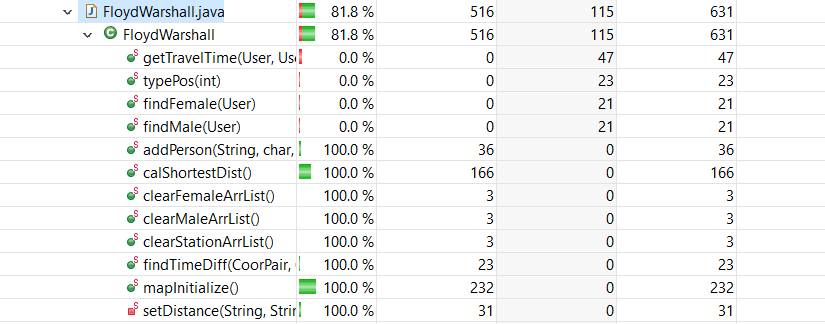 FloydWarshall.java 81.8 % 516 115 631
FloydWarshall 81.8 % 516 115 631
getTravelTime(User, Use 0.0 % 0 47 47
typePos(int) 0.0 % 0 23 23
findFemale(User) 0.0 % 0 21 21
findMale(User) 0.0 % 0 21 21
addPerson(String, char, 100.0 % 36 0 36
calShortestDist() 100.0 % 166 0 166
clearFemaleArrList() 100.0 % 3 0 3
clearMaleArrList() 100.0 % 3 0 3
clearStationArrList() 100.0 % 3 0 3
findTimeDiff(CoorPair, 100.0 % 23 0 23
mapInitialize() 100.0 % 232 0 232
setDistance(String, Strin 100.0 % 31 0 31